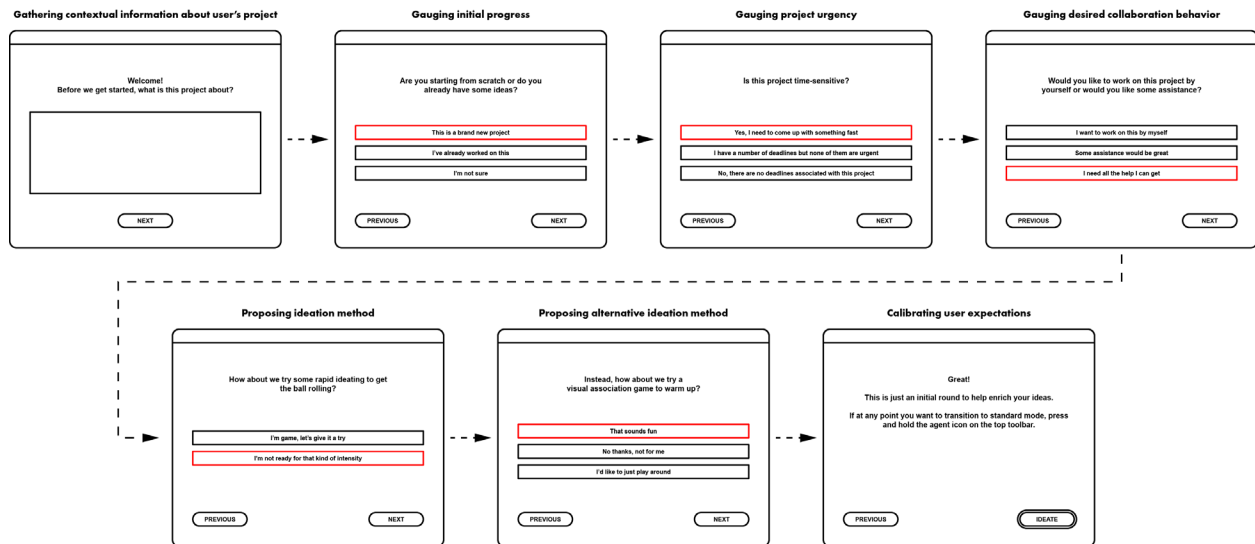 Gathering contextual information about user's project
Welcome!
Before we get started, what is this project about?
NEXT
Gauging initial progress
Are you starting from scratch or do you
already have some ideas?
This is a brand new project
I've already worked on this
I'm not sure
PREVIOUS
NEXT
Gauging project urgency
Is this project time-sensitive?
Yes, I need to come up with something fast
I have a number of deadlines but none of them are urgent
No, there are no deadlines associated with this project
PREVIOUS
NEXT
Gauging desired collaboration behavior
Would you like to work on this project by
yourself or would you like some assistance?
I want to work on this by myself
Some assistance would be great
I need all the help I can get
PREVIOUS
NEXT
Proposing ideation method
How about we try some rapid ideating to get
the ball rolling?
I'm game, let's give it a try
I'm not ready for that kind of intensity
PREVIOUS
NEXT
Proposing alternative ideation method
Instead, how about we try a
visual association game to warm up?
That sounds fun
No thanks, not for me
I'd like to just play around
PREVIOUS
NEXT
Calibrating user expectations
Great!
This is just an initial round to help enrich your ideas.
If at any point you want to transition to standard mode, press
and hold the agent icon on the top toolbar.
PREVIOUS
IDEATE